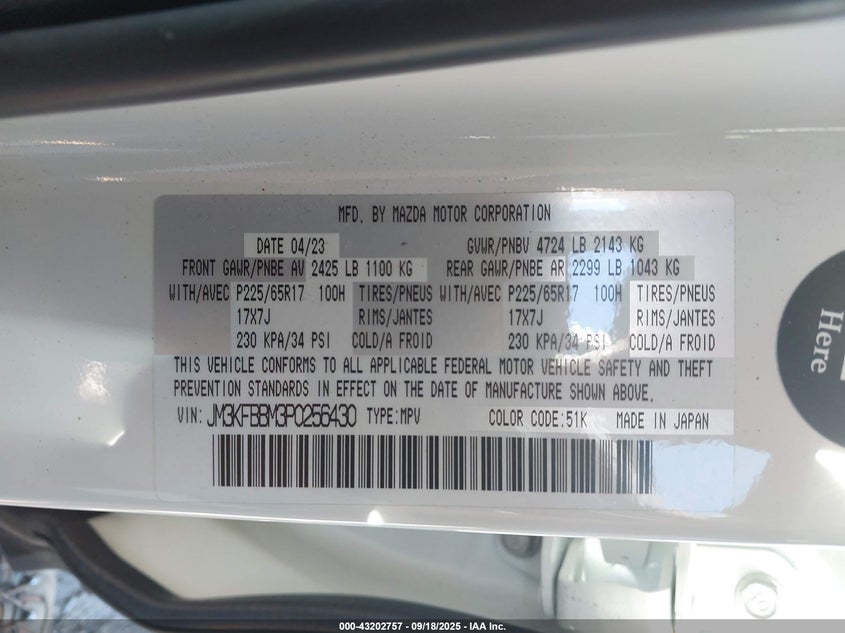 MFD. BY MAZDA MOTOR CORPORATION
DATE 04/23 GVWR/PNBV 4724 LB 2143 KG
FRONT GAWR/PNBE AV 2425 LB 1100 KG REAR GAWR/PNBE AR 2299 LB 1043 KG
WITH/AVEC P225/65R17 100H TIRES/PNEUS WITH/AVEC P225/65R17 100H TIRES/PNEUS
17X7J RIMS/JANTES 17X7J RIMS/JANTES
230 KPA/34 PSI COLD/A FROID 230 KPA/34 PSI COLD/A FROID
THIS VEHICLE CONFORMS TO ALL APPLICABLE FEDERAL MOTOR VEHICLE SAFETY AND THEFT
PREVENTION STANDARDS IN EFFECT ON THE DATE OF MANUFACTURE SHOWN ABOVE.
VIN: JM3KFBBM3P0256430 TYPE:MPV COLOR CODE:51K MADE IN JAPAN
Here
000-43202757 - 09/18/2025 - IAA Inc.